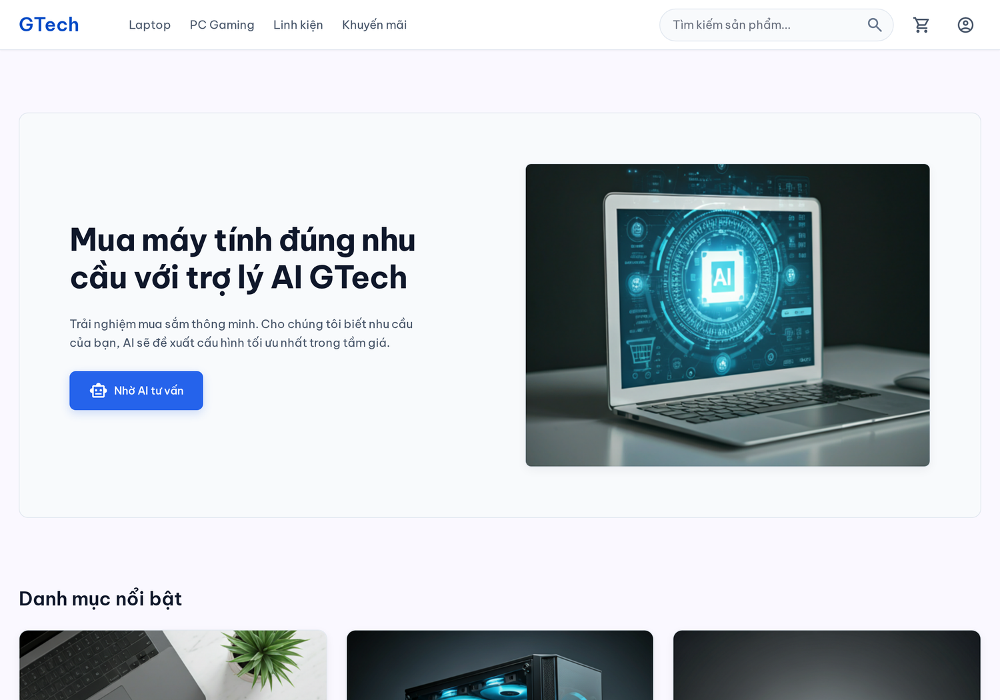 GTech
Laptop
PC Gaming
Linh kiện
Khuyến mãi
Tìm kiếm sản phẩm...
Mua máy tính đúng nhu
cầu với trợ lý AI GTech
Trải nghiệm mua sắm thông minh. Cho chúng tôi biết nhu cầu
của bạn, AI sẽ đề xuất cấu hình tối ưu nhất trong tầm giá.
Nhờ AI tư vấn
AI
Danh mục nổi bật